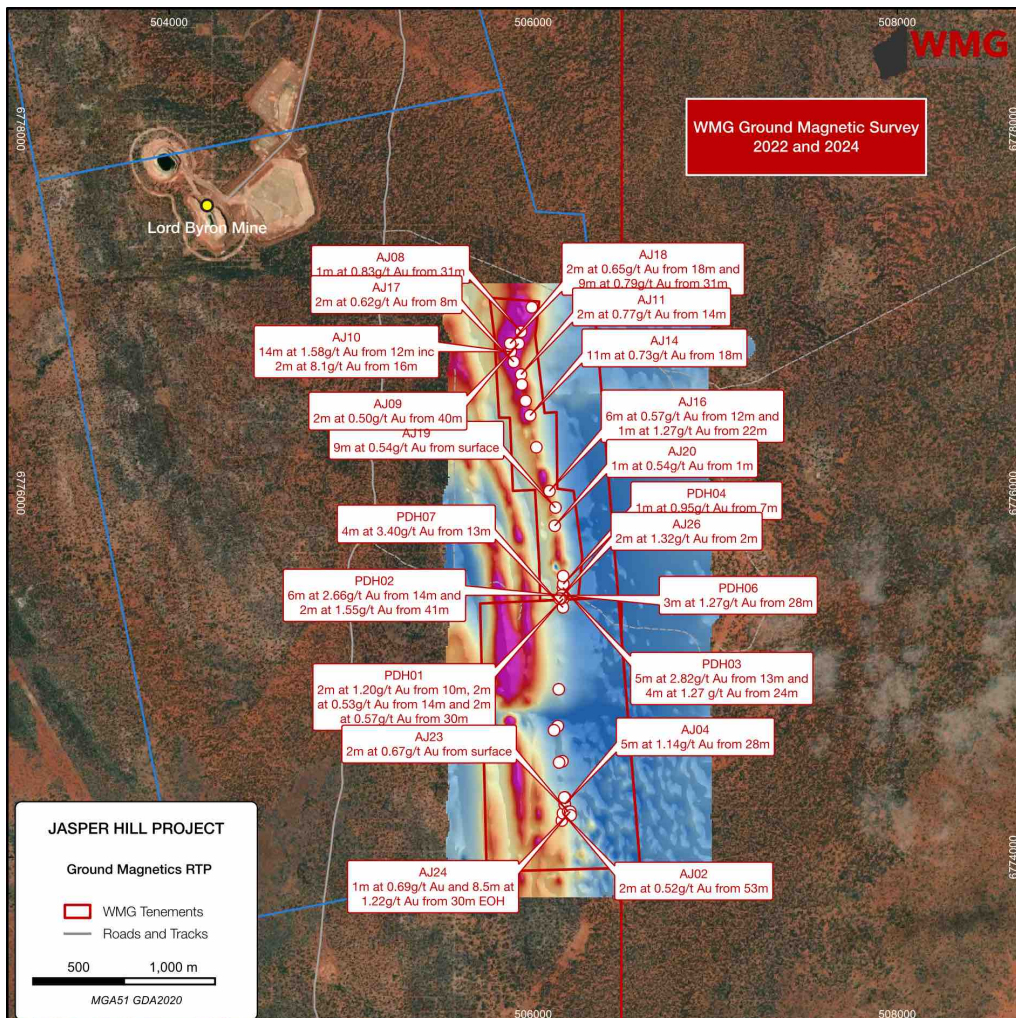 504000
506000
508000
WMG
6778000
6778000
WMG Ground Magnetic Survey
2022 and 2024
Lord Byron Mine
AJ08
1m at 0.83g/t Au from 31m
AJ18
2m at 0.65g/t Au from 18m and
9m at 0.79g/t Au from 31m
AJ17
2m at 0.62g/t Au from 8m
AJ11
2m at 0.77g/t Au from 14m
AJ10
14m at 1.58g/t Au from 12m inc
2m at 8.1g/t Au from 16m
AJ14
11m at 0.73g/t Au from 18m
AJ09
2m at 0.50g/t Au from 40m
AJ16
6m at 0.57g/t Au from 12m and
1m at 1.27g/t Au from 22m
AJ19
9m at 0.54g/t Au from surface
AJ20
1m at 0.54g/t Au from 1m
6776000
6776000
PDH04
1m at 0.95g/t Au from 7m
PDH07
4m at 3.40g/t Au from 13m
AJ26
2m at 1.32g/t Au from 2m
PDH02
6m at 2.66g/t Au from 14m and
2m at 1.55g/t Au from 41m
PDH06
3m at 1.27g/t Au from 28m
PDH03
5m at 2.82g/t Au from 13m and
4m at 1.27 g/t Au from 24m
PDH01
2m at 1.20g/t Au from 10m, 2m
at 0.53g/t Au from 14m and 2m
at 0.57g/t Au from 30m
AJ23
2m at 0.67g/t Au from surface
AJ04
5m at 1.14g/t Au from 28m
6774000
6774000
AJ24
1m at 0.69g/t Au and 8.5m at
1.22g/t Au from 30m EOH
AJ02
2m at 0.52g/t Au from 53m
JASPER HILL PROJECT
Ground Magnetics RTP
WMG Tenements
Roads and Tracks
500 1,000 m
MGA51 GDA2020
506000
508000